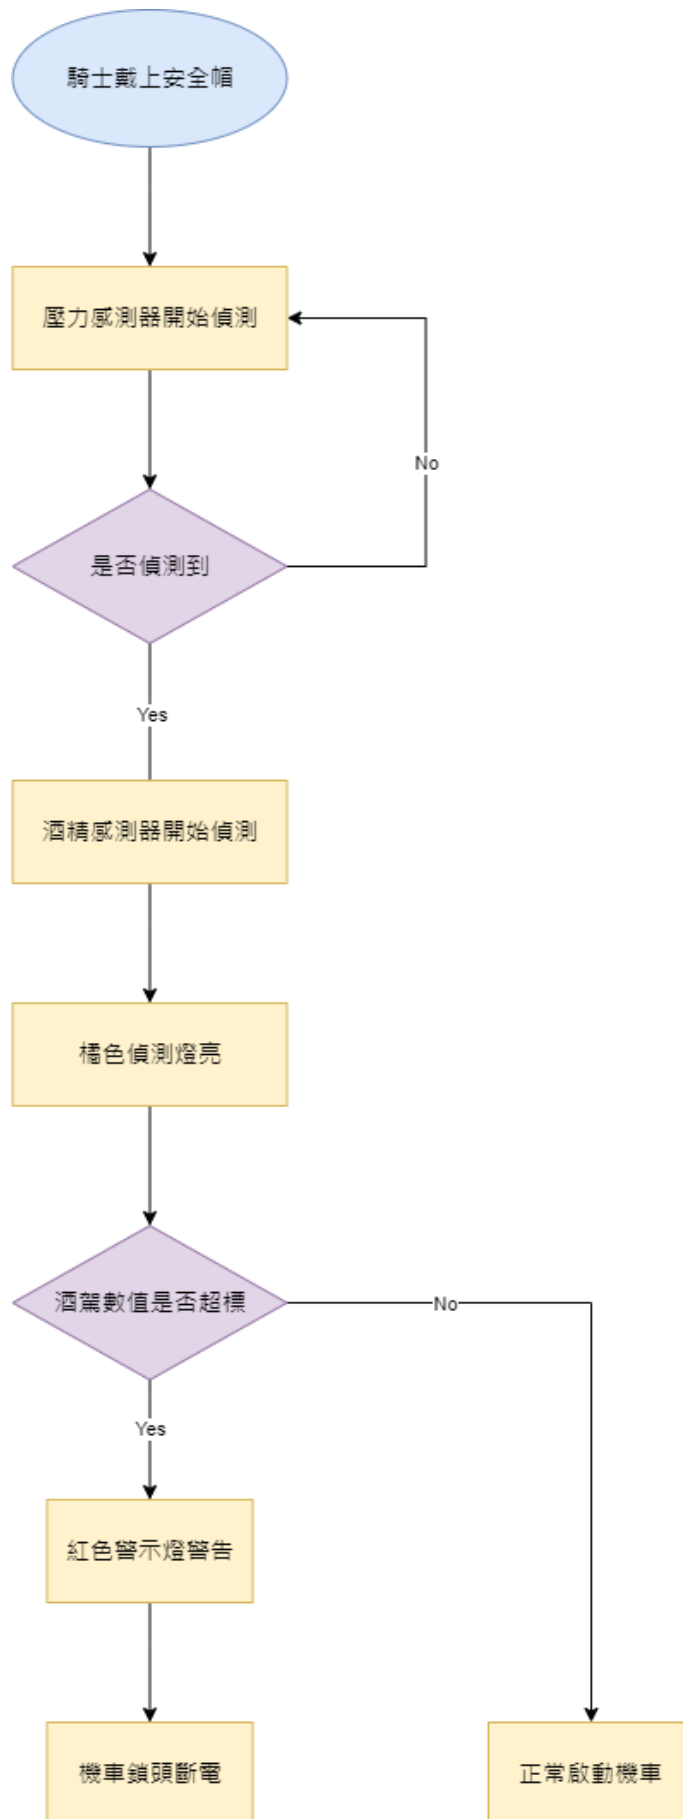 騎士戴上安全帽
壓力感測器開始偵測
No
是否偵測到
Yes
酒精感測器開始偵測
橘色偵測燈亮
酒駕數值是否超標
No
Yes
紅色警示燈警告
機車鎖頭斷電
正常啟動機車